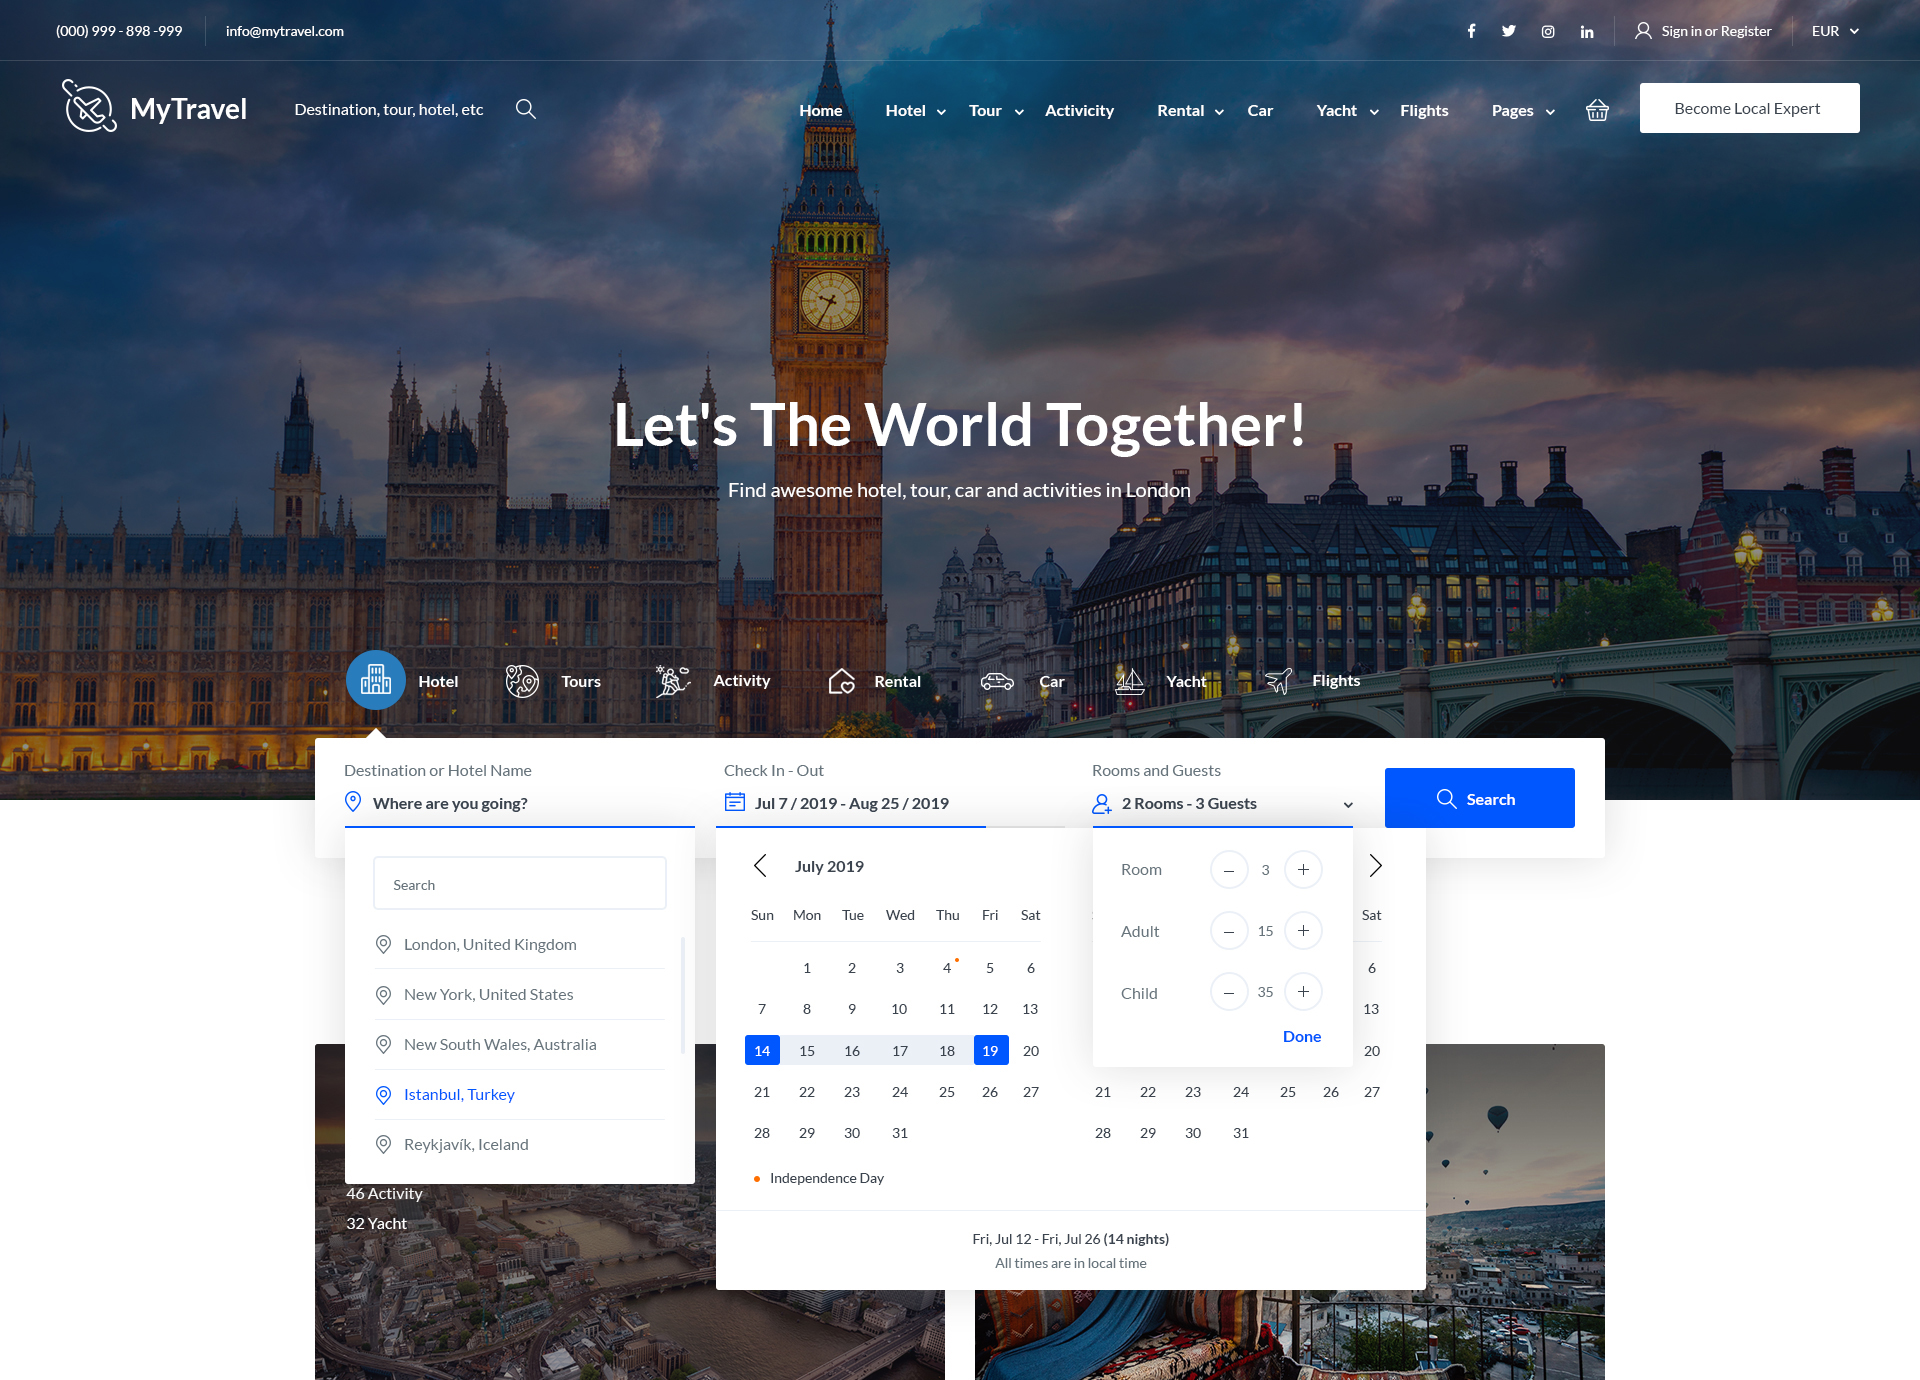 (000) 999 - 898 -999
info@mytravel.com
Sign in or Register
EUR
MyTravel
Destination, tour, hotel, etc
Home
Hotel
Tour
Activicity
Rental
Car
Yacht
Flights
Pages
Become Local Expert
Let's The World Together!
Find awesome hotel, tour, car and activities in London
Hotel
Tours
Activity
Rental
Car
Yacht
Flights
Destination or Hotel Name
Where are you going?
Check In - Out
Jul 7 / 2019 - Aug 25 / 2019
Rooms and Guests
2 Rooms - 3 Guests
Search
Search
London, United Kingdom
New York, United States
New South Wales, Australia
Istanbul, Turkey
Reykjavík, Iceland
46 Activity
32 Yacht
July 2019
Sun Mon Tue Wed Thu Fri Sat
1 2 3 4 5 6
7 8 9 10 11 12 13
14 15 16 17 18 19 20
21 22 23 24 25 26 27
28 29 30 31
Independence Day
Room 3
Adult 15
Child 35
Done
Sat
6
13
20
21 22 23 24 25 26 27
28 29 30 31
Fri, Jul 12 - Fri, Jul 26 (14 nights)
All times are in local time